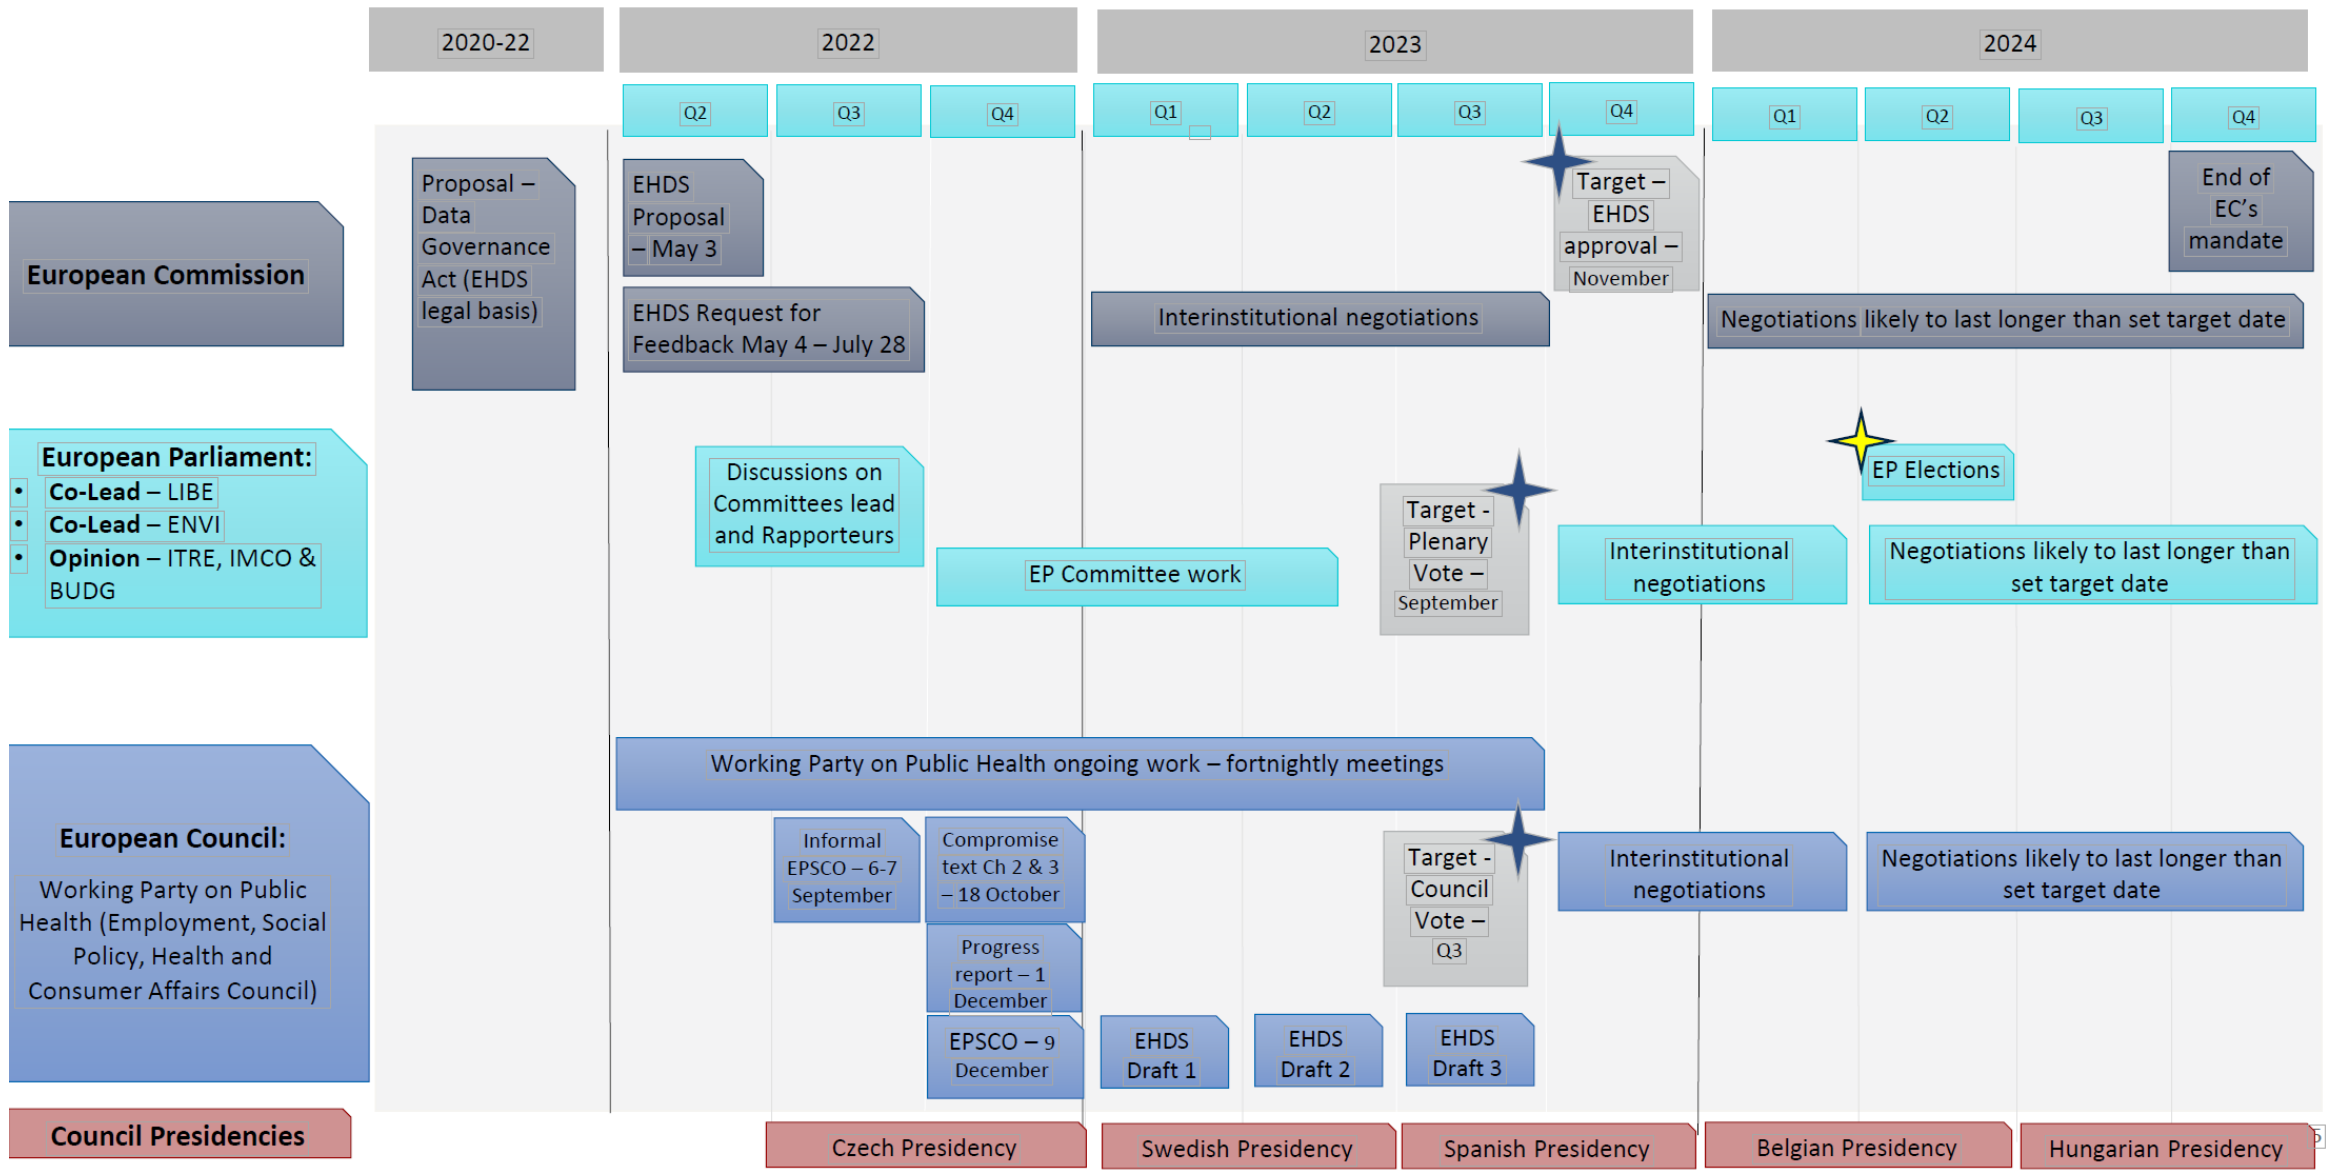 2020-22
2022
2023
2024
Q2
Q3
Q4
Q1
Q2
Q3
Q4
Q1
Q2
Q3
Q4
European Commission
Proposal –
Data
Governance
Act (EHDS
legal basis)
EHDS
Proposal
– May 3
EHDS Request for
Feedback May 4 – July 28
Interinstitutional negotiations
Target –
EHDS
approval –
November
Negotiations likely to last longer than set target date
End of
EC’s
mandate
European Parliament:
• Co-Lead – LIBE
• Co-Lead – ENVI
• Opinion – ITRE, IMCO &
BUDG
Discussions on
Committees lead
and Rapporteurs
EP Committee work
Target -
Plenary
Vote –
September
Interinstitutional
negotiations
EP Elections
Negotiations likely to last longer than
set target date
European Council:
Working Party on Public
Health (Employment, Social
Policy, Health and
Consumer Affairs Council)
Working Party on Public Health ongoing work – fortnightly meetings
Informal
EPSCO – 6-7
September
Compromise
text Ch 2 & 3
– 18 October
Progress
report – 1
December
EPSCO – 9
December
EHDS
Draft 1
EHDS
Draft 2
EHDS
Draft 3
Target -
Council
Vote –
Q3
Interinstitutional
negotiations
Negotiations likely to last longer than
set target date
Council Presidencies
Czech Presidency
Swedish Presidency
Spanish Presidency
Belgian Presidency
Hungarian Presidency
5